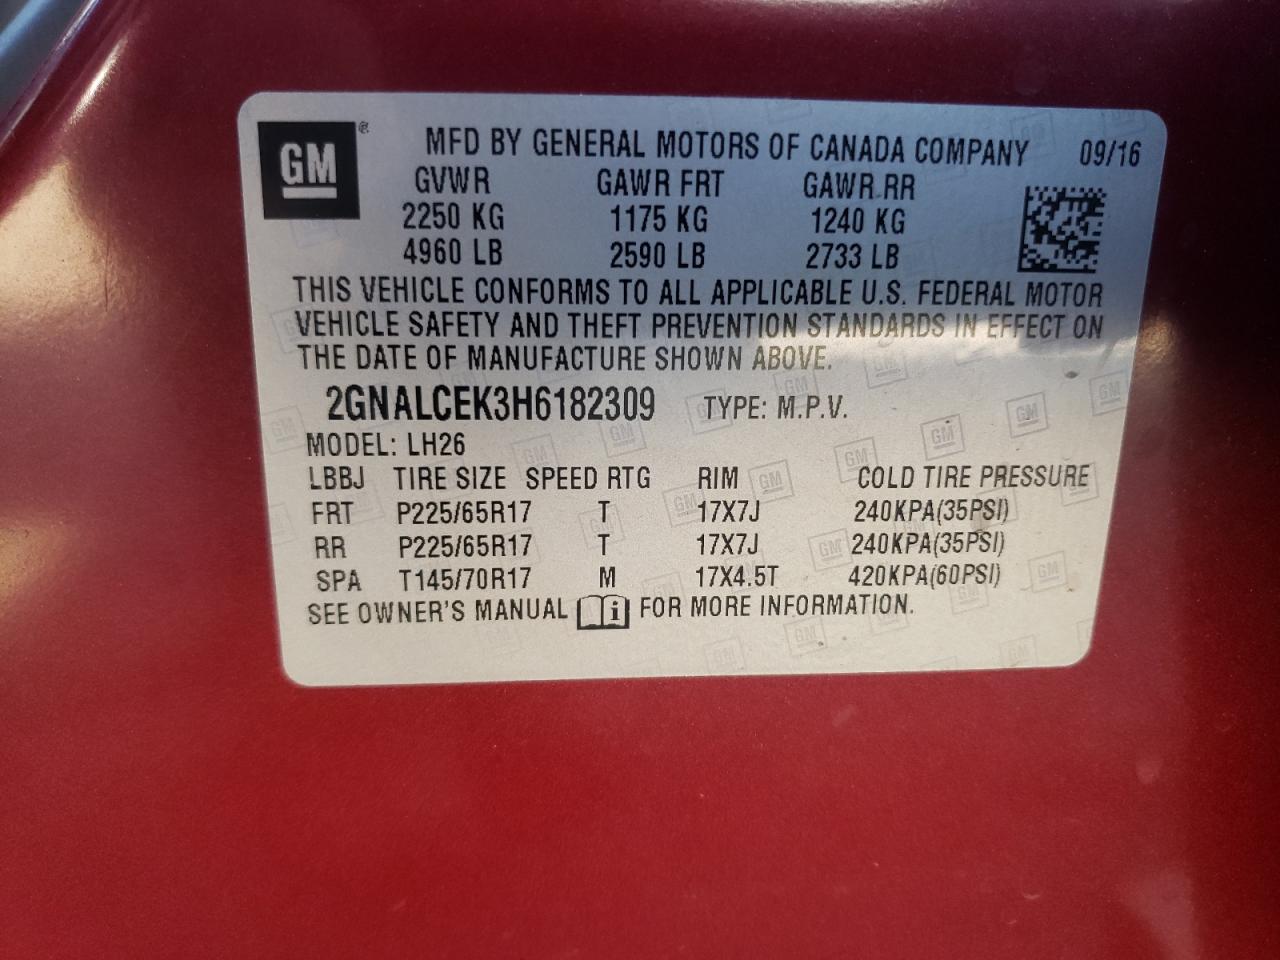 GM ® MFD BY GENERAL MOTORS OF CANADA COMPANY 09/16
GVWR GAWR FRT GAWR RR
2250 KG 1175 KG 1240 KG
4960 LB 2590 LB 2733 LB
THIS VEHICLE CONFORMS TO ALL APPLICABLE U.S. FEDERAL MOTOR
VEHICLE SAFETY AND THEFT PREVENTION STANDARDS IN EFFECT ON
THE DATE OF MANUFACTURE SHOWN ABOVE.
2GNALCEK3H6182309 TYPE: M.P.V.
MODEL: LH26
LBBJ TIRE SIZE SPEED RTG RIM COLD TIRE PRESSURE
FRT P225/65R17 T 17X7J 240KPA(35PSI)
RR P225/65R17 T 17X7J 240KPA(35PSI)
SPA T145/70R17 M 17X4.5T 420KPA(60PSI)
SEE OWNER'S MANUAL i FOR MORE INFORMATION.